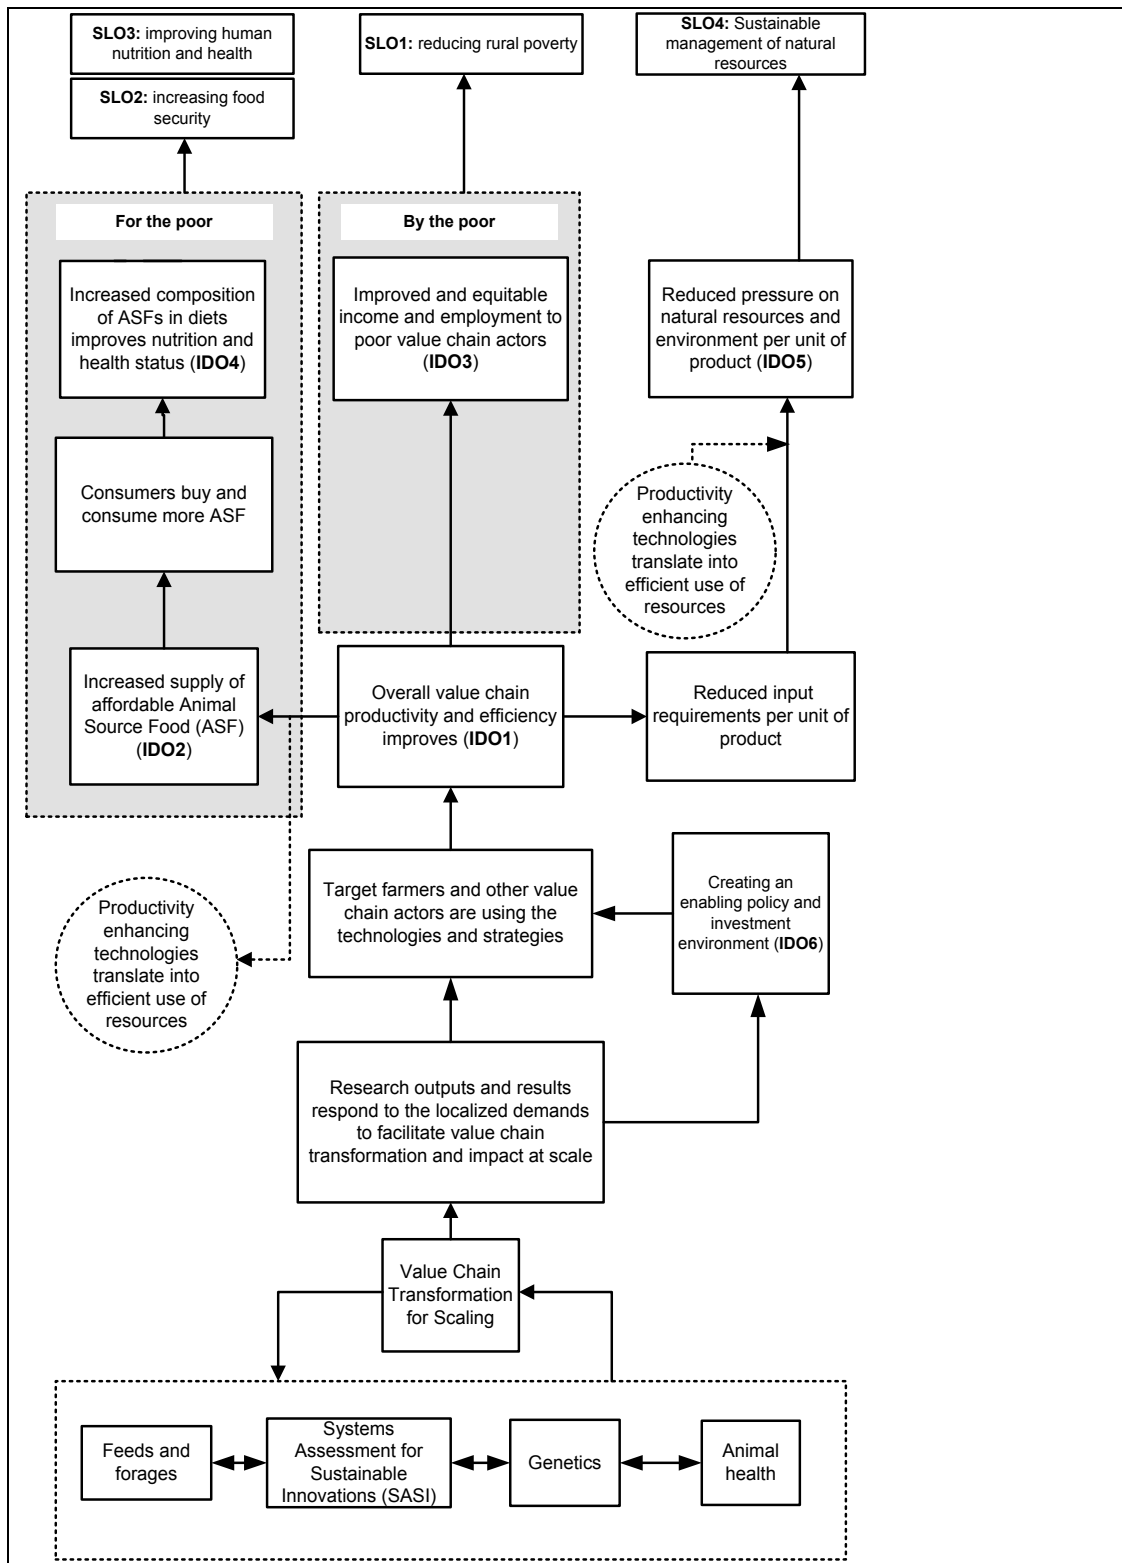 SLO3: improving human
nutrition and health
SLO2: increasing food
security
SLO1: reducing rural poverty
SLO4: Sustainable
management of natural
resources
For the poor
By the poor
Increased composition
of ASFs in diets
improves nutrition and
health status (IDO4)
Improved and equitable
income and employment to
poor value chain actors
(IDO3)
Reduced pressure on
natural resources and
environment per unit of
product (IDO5)
Consumers buy and
consume more ASF
Productivity
enhancing
technologies
translate into
efficient use of
resources
Increased supply of
affordable Animal
Source Food (ASF)
(IDO2)
Overall value chain
productivity and efficiency
improves (IDO1)
Reduced input
requirements per unit of
product
Productivity
enhancing
technologies
translate into
efficient use of
resources
Target farmers and other value
chain actors are using the
technologies and strategies
Creating an
enabling policy and
investment
environment (IDO6)
Research outputs and results
respond to the localized demands
to facilitate value chain
transformation and impact at scale
Value Chain
Transformation
for Scaling
Feeds and
forages
Systems
Assessment for
Sustainable
Innovations (SASI)
Genetics
Animal
health